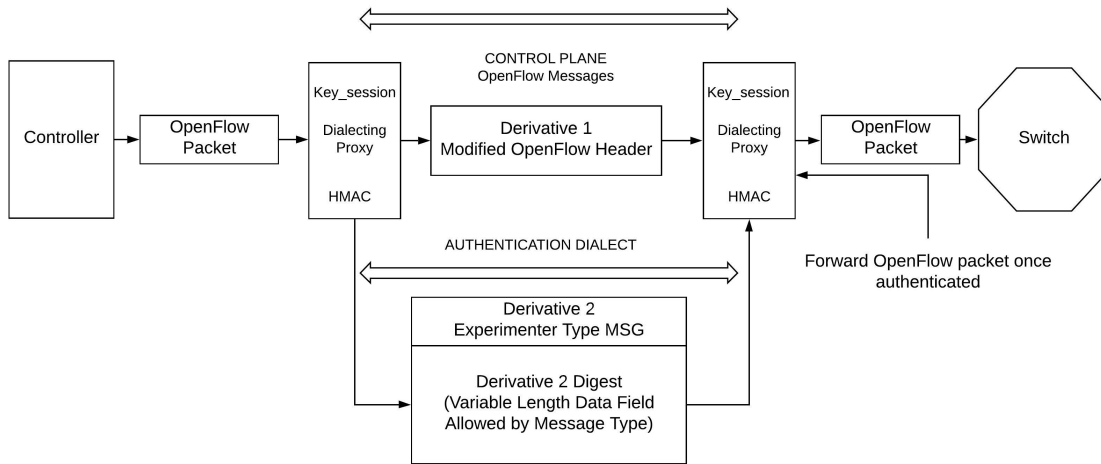 CONTROL PLANE
OpenFlow Messages
Controller
OpenFlow
Packet
Key_session
Dialecting
Proxy
HMAC
Derivative 1
Modified OpenFlow Header
Key_session
Dialecting
Proxy
HMAC
OpenFlow
Packet
Switch
AUTHENTICATION DIALECT
Forward OpenFlow packet once
authenticated
Derivative 2
Experimenter Type MSG
Derivative 2 Digest
(Variable Length Data Field
Allowed by Message Type)